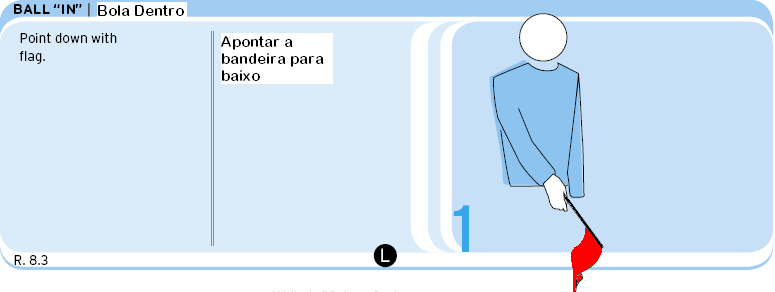 BALL “IN” | Bola Dentro
Point down with
flag.
Apontar a
bandeira para
baixo
1
L
R. 8.3